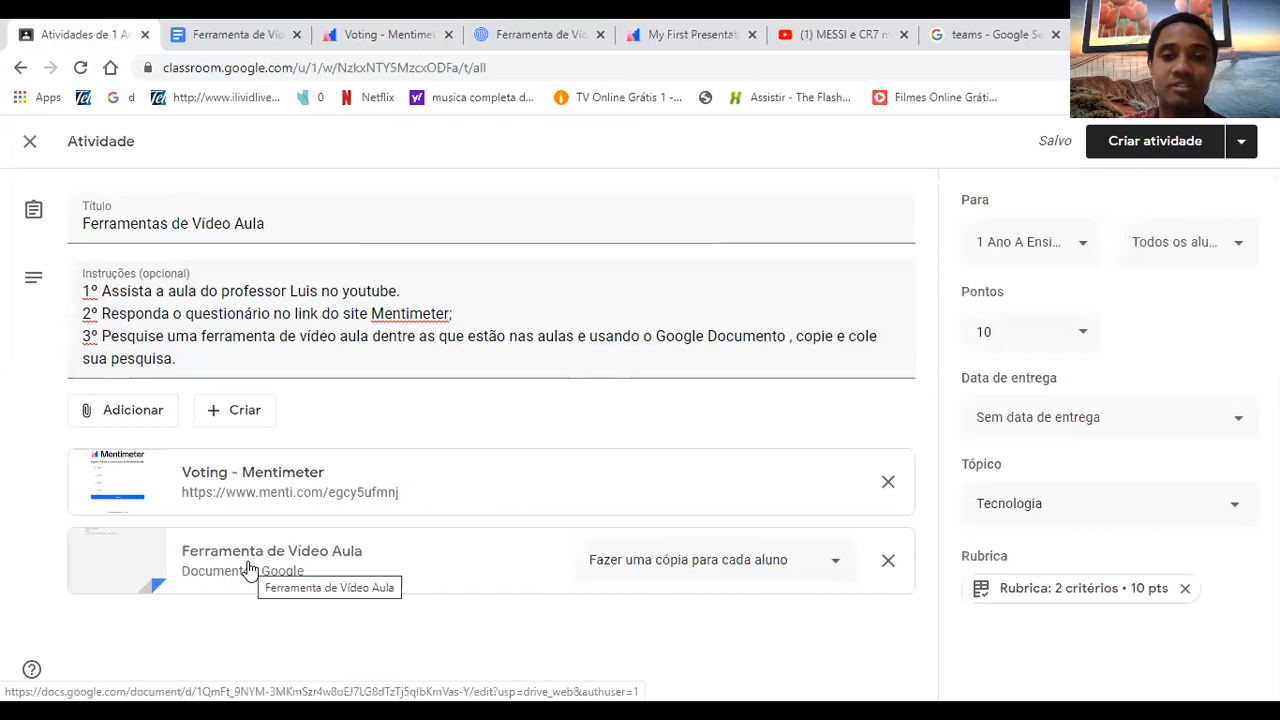 Atividades de 1 A
Ferramenta de Víd
Voting - Mentime
Ferramenta de Víd
My First Presentat
(1) MESSI e CR7 m
teams - Google Se
classroom.google.com/u/1/w/NzkxNTY5MzcxODFa/t/all
Apps
g d
http://www.ilividlive...
0
Netflix
musica completa d...
TV Online Grátis 1 -...
Assistir - The Flash...
Filmes Online Gráti...
Atividade
Salvo
Criar atividade
Título
Ferramentas de Vídeo Aula
Instruções (opcional)
1º Assista a aula do professor Luis no youtube.
2º Responda o questionário no link do site Mentimeter;
3º Pesquise uma ferramenta de vídeo aula dentre as que estão nas aulas e usando o Google Documento , copie e cole
sua pesquisa.
Adicionar
Criar
Mentimeter
Voting - Mentimeter
https://www.menti.com/egcy5ufmnj
Ferramenta de Vídeo Aula
Document Google
Ferramenta de Vídeo Aula
Fazer uma cópia para cada aluno
Para
1 Ano A Ensi...
Todos os alu...
Pontos
10
Data de entrega
Sem data de entrega
Tópico
Tecnologia
Rubrica
Rubrica: 2 critérios • 10 pts
https://docs.google.com/document/d/1QmFt_9NYM-3MKmSzr4w8oEJ7LG8dTzTj5qIbKmVas-Y/edit?usp=drive_web&authuser=1